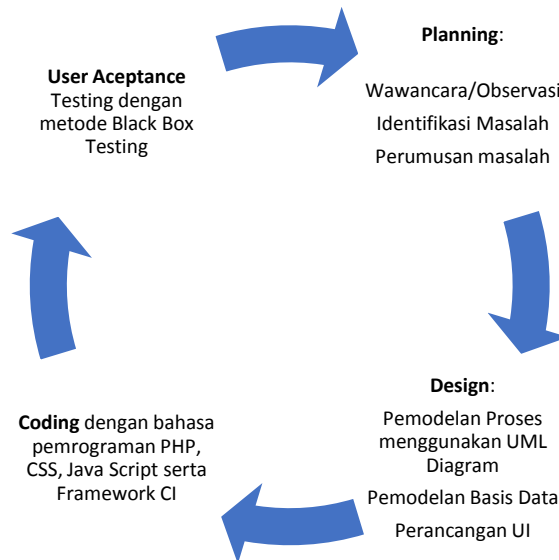 Planning:
Wawancara/Observasi
Identifikasi Masalah
Perumusan masalah
Design:
Pemodelan Proses
menggunakan UML
Diagram
Pemodelan Basis Data
Perancangan UI
Coding dengan bahasa
pemrograman PHP,
CSS, Java Script serta
Framework CI
User Aceptance
Testing dengan
metode Black Box
Testing